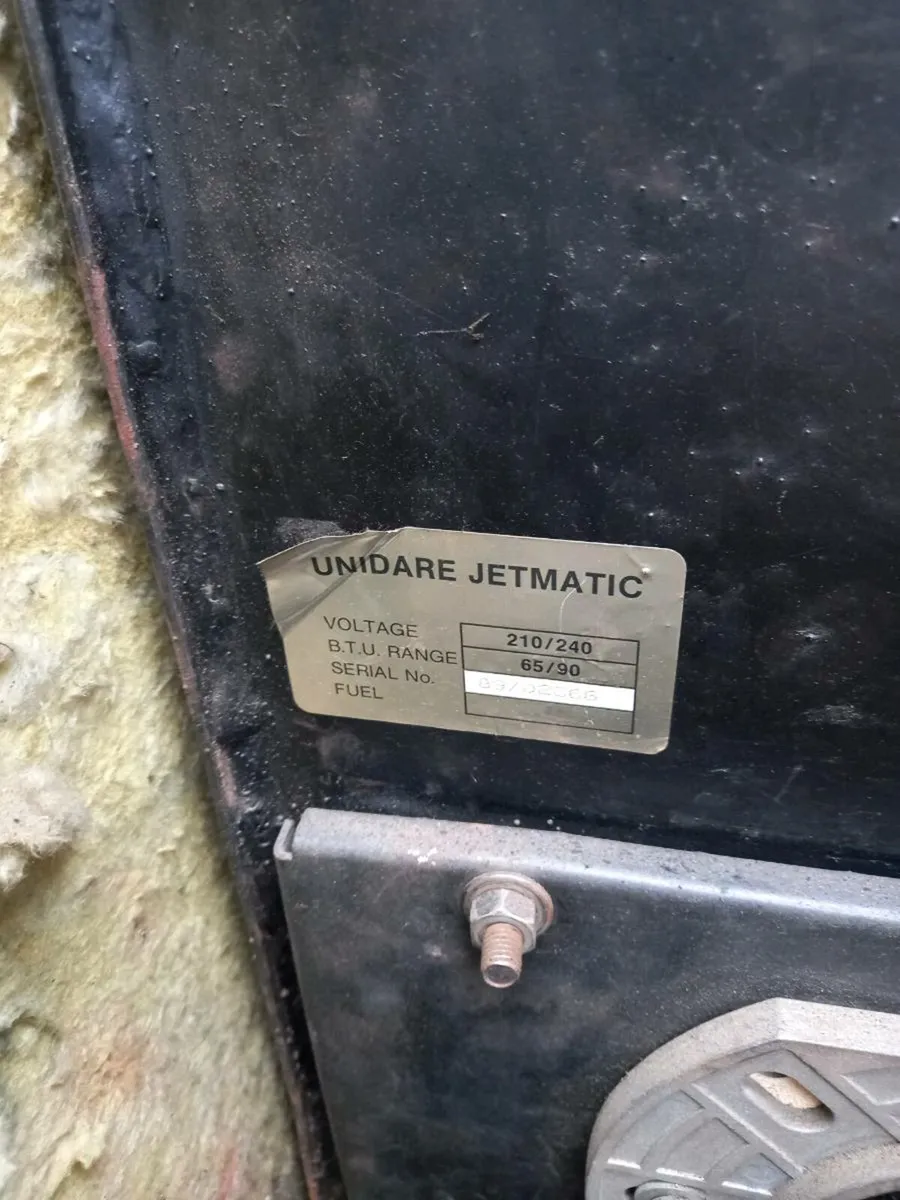 UNIDARE JETMATIC
VOLTAGE 210/240
B.T.U. RANGE 65/90
SERIAL No.
FUEL